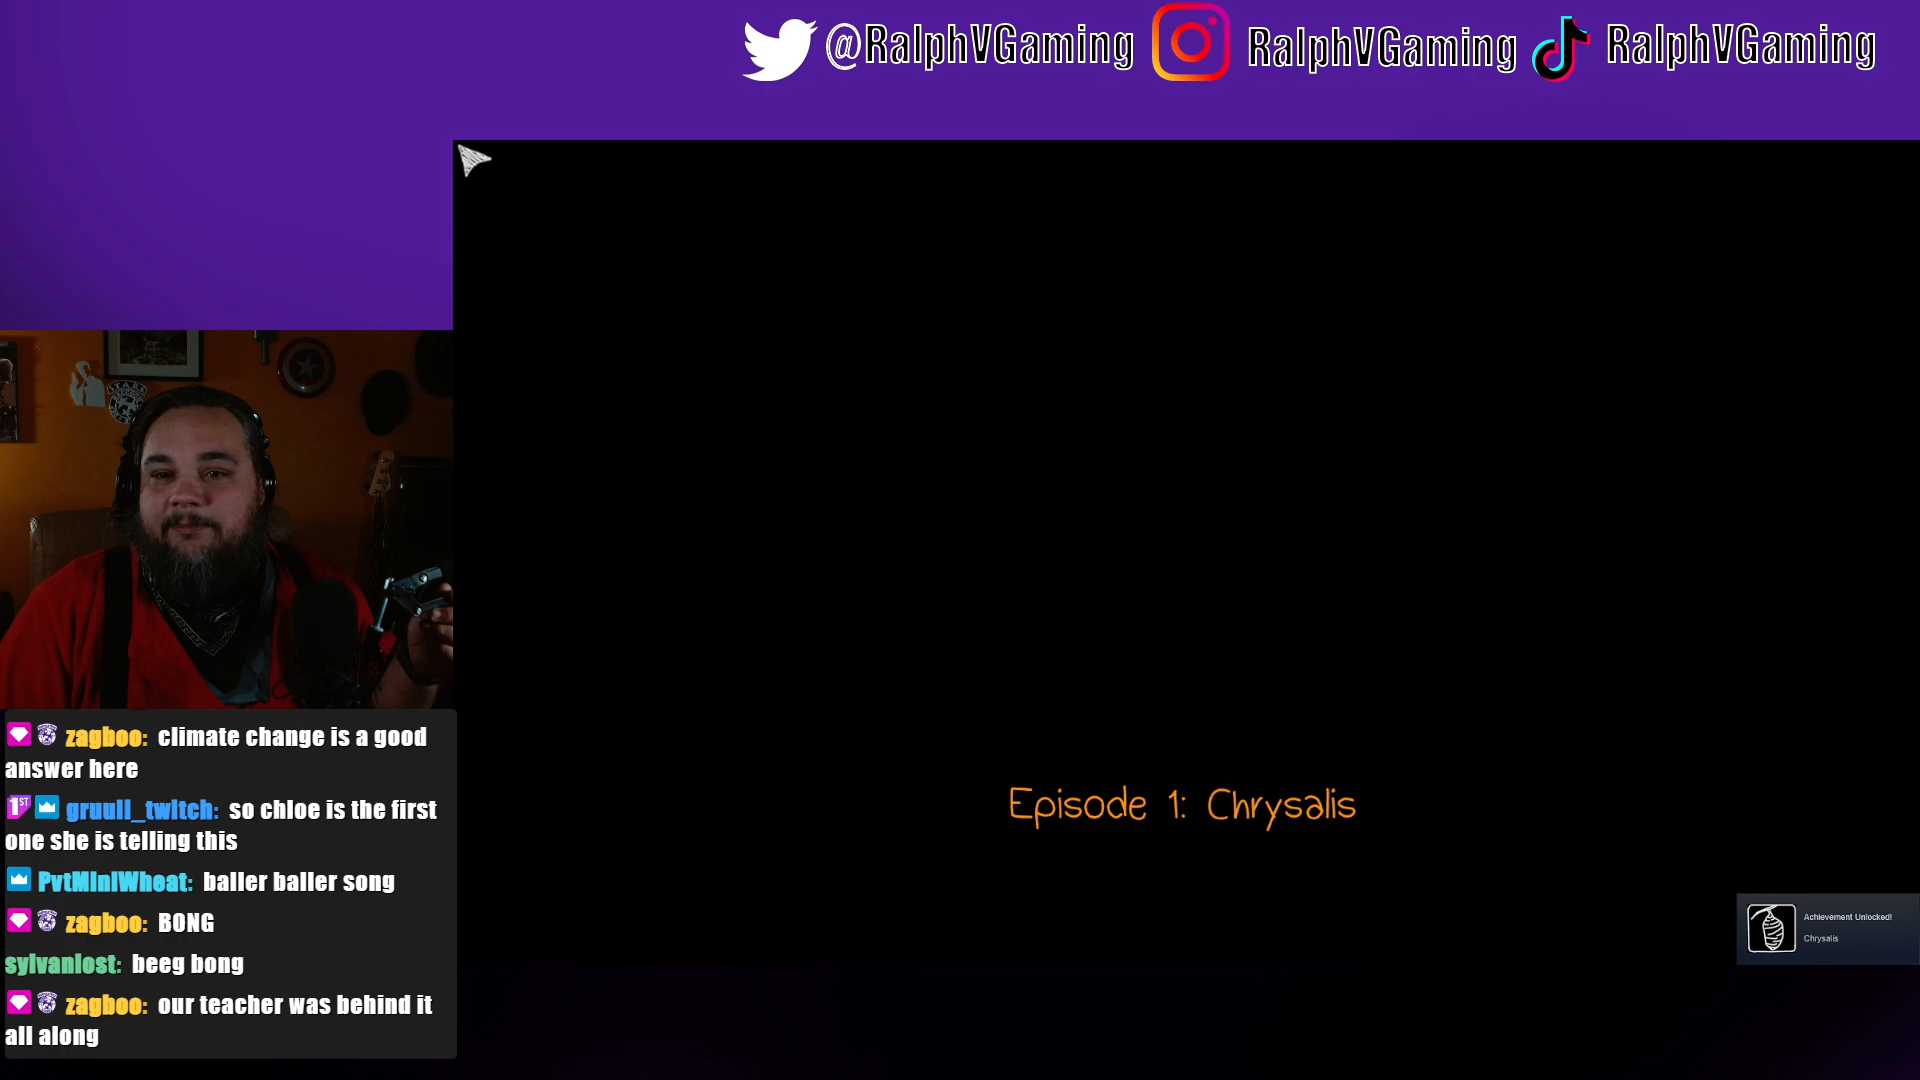 @RalphVGaming RalphVGaming RalphVGaming
STARS
zagboo: climate change is a good
answer here
1ST gruull_twitch: so chloe is the first
one she is telling this
PvtMiniWheat: baller baller song
zagboo: BONG
sylvanlost: beeg bong
zagboo: our teacher was behind it
all along
Episode 1: Chrysalis
Achievement Unlocked!
Chrysalis